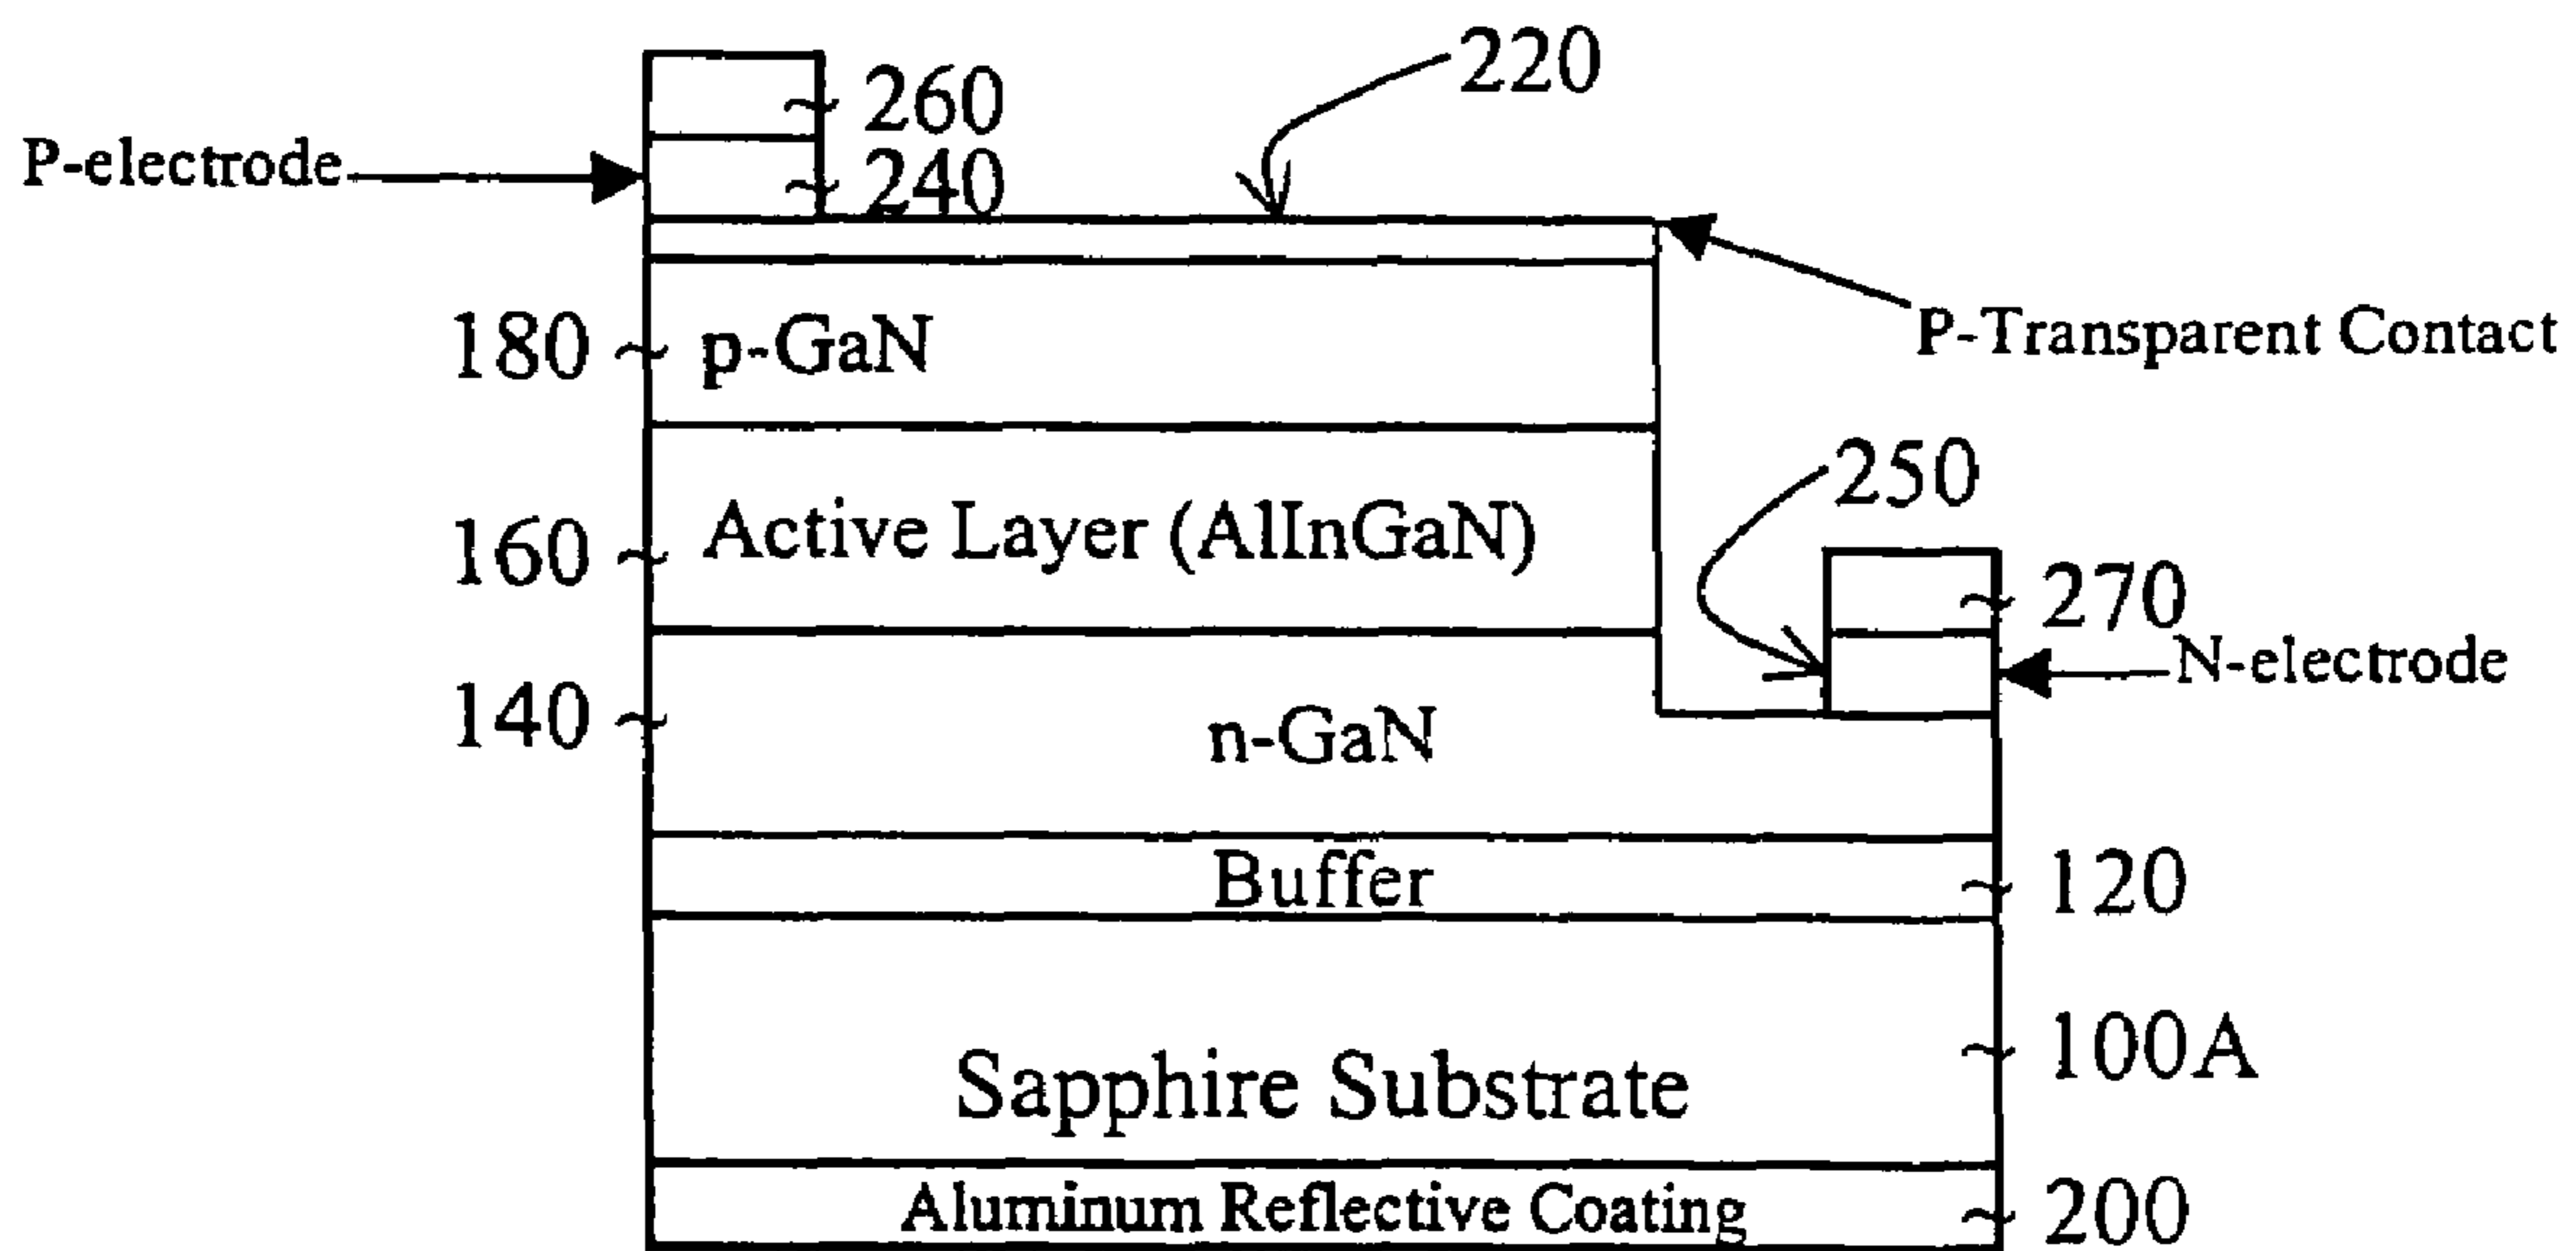 220
260
P-electrode
240
P-Transparent Contact
180
p-GaN
250
160
Active Layer (AlInGaN)
270
N-electrode
140
n-GaN
Buffer
120
100A
Sapphire Substrate
Aluminum Reflective Coating
200